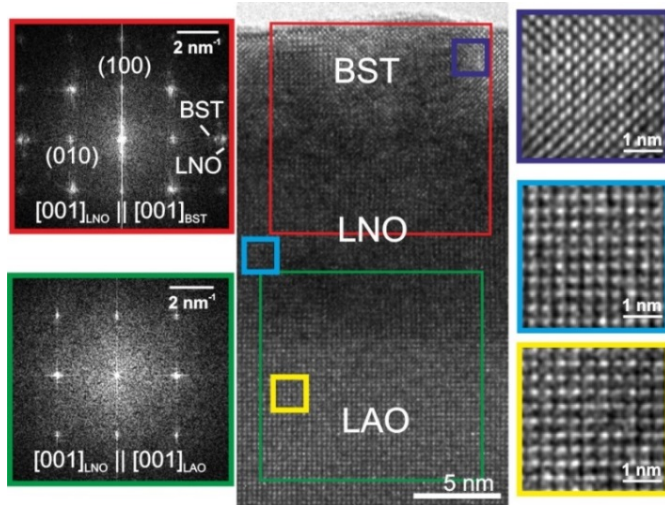 2 nm⁻¹
(100)
BST
(010)
LNO
[001]LNO || [001]BST
2 nm⁻¹
[001]LNO || [001]LAO
BST
LNO
LAO
5 nm
1 nm
1 nm
1 nm